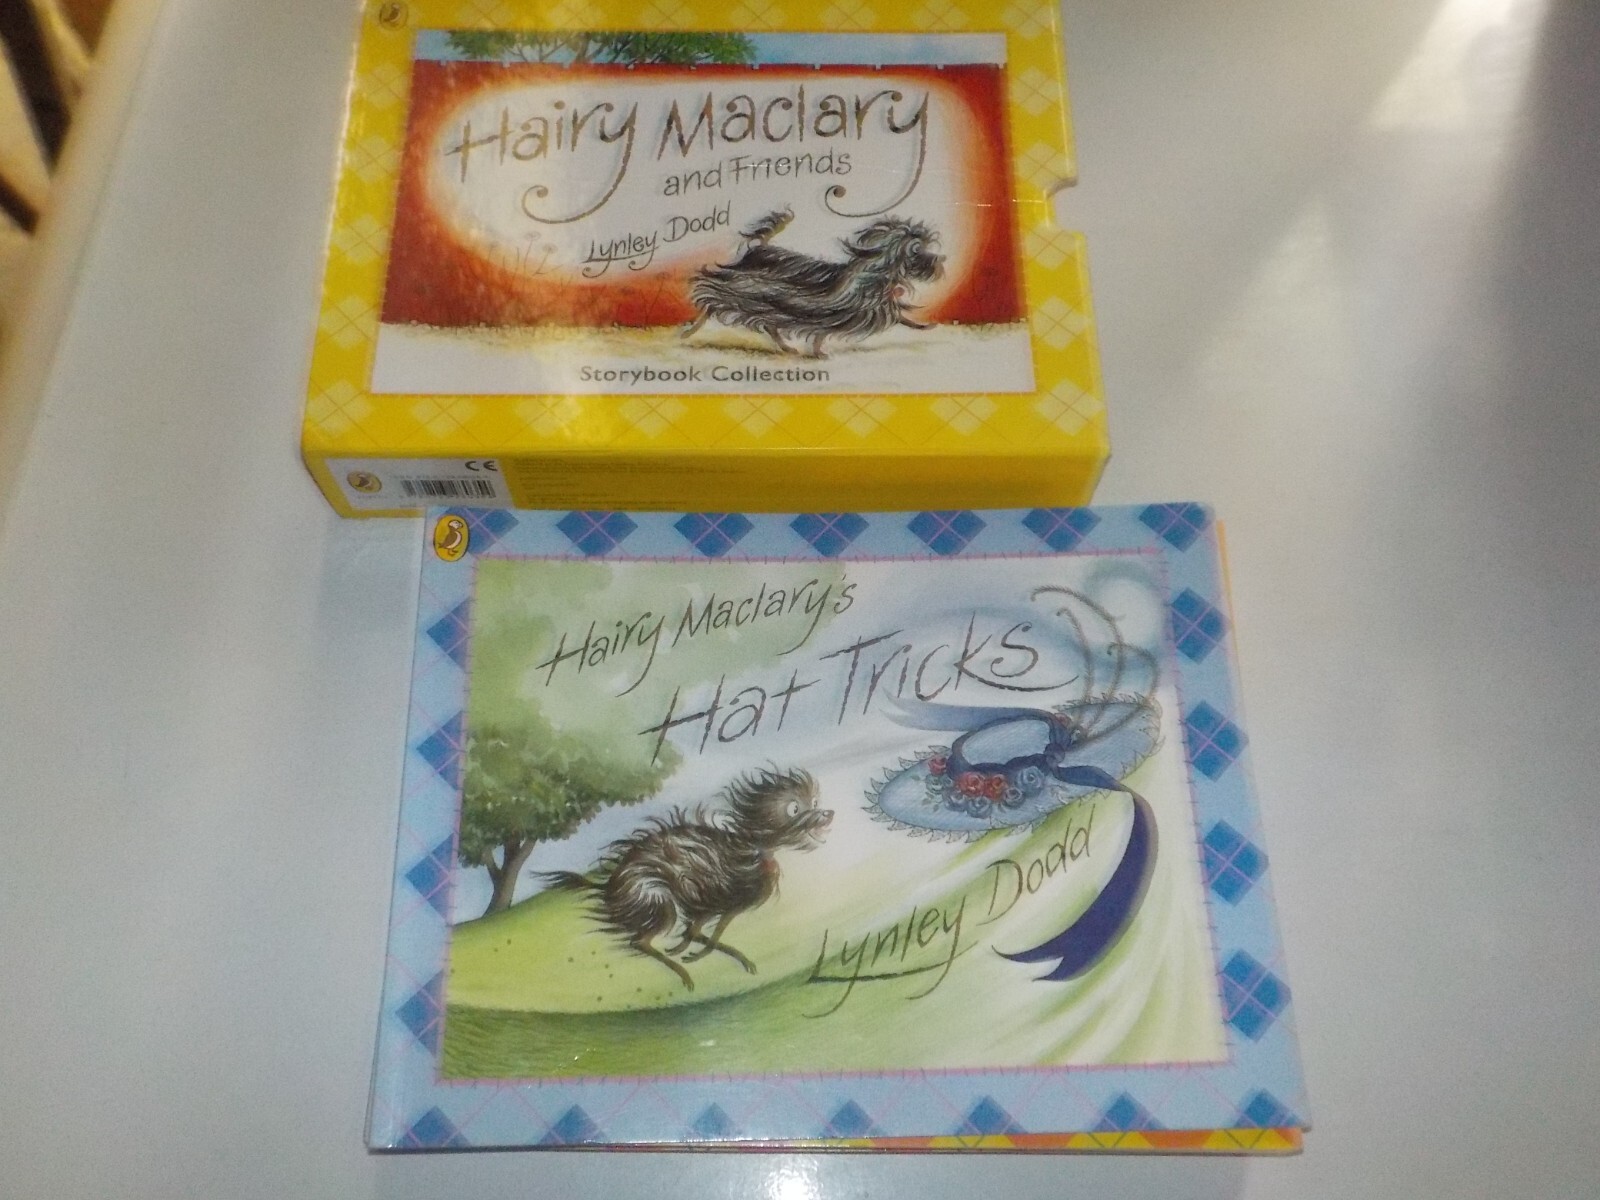 Hairy Maclary
and Friends
Lynley Dodd
Storybook Collection
CE
Hairy Maclary's
Hat Tricks
Lynley Dodd